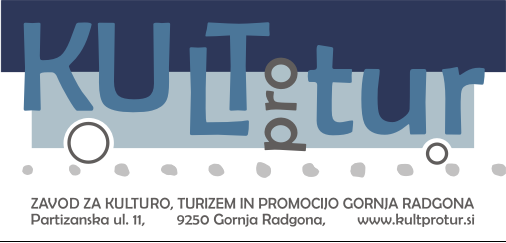 KULTprotur
ZAVOD ZA KULTURO, TURIZEM IN PROMOCIJO GORNJA RADGONA
Partizanska ul. 11, 9250 Gornja Radgona, www.kultprotur.si